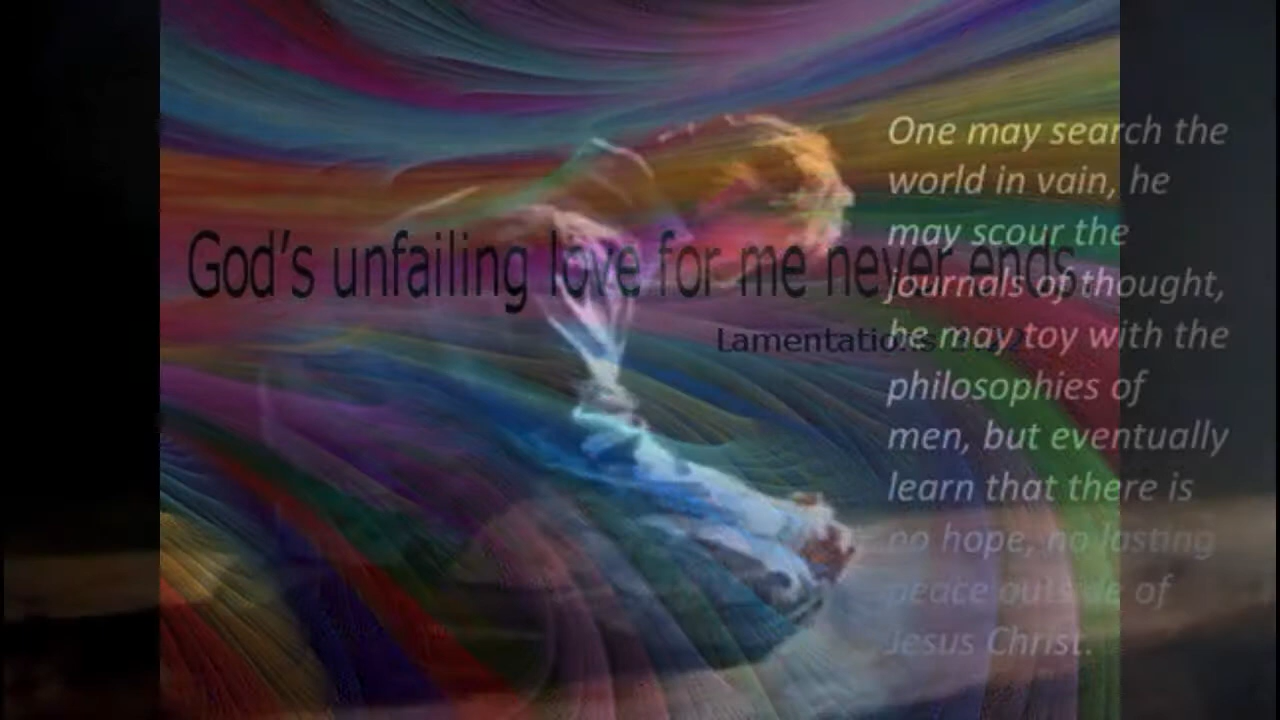 God's unfailing love for me never ends
Lamentations
One may search the
world in vain, he
may scour the
journals of thought,
he may toy with the
philosophies of
men, but eventually
learn that there is
no hope, no lasting
peace outside of
Jesus Christ.